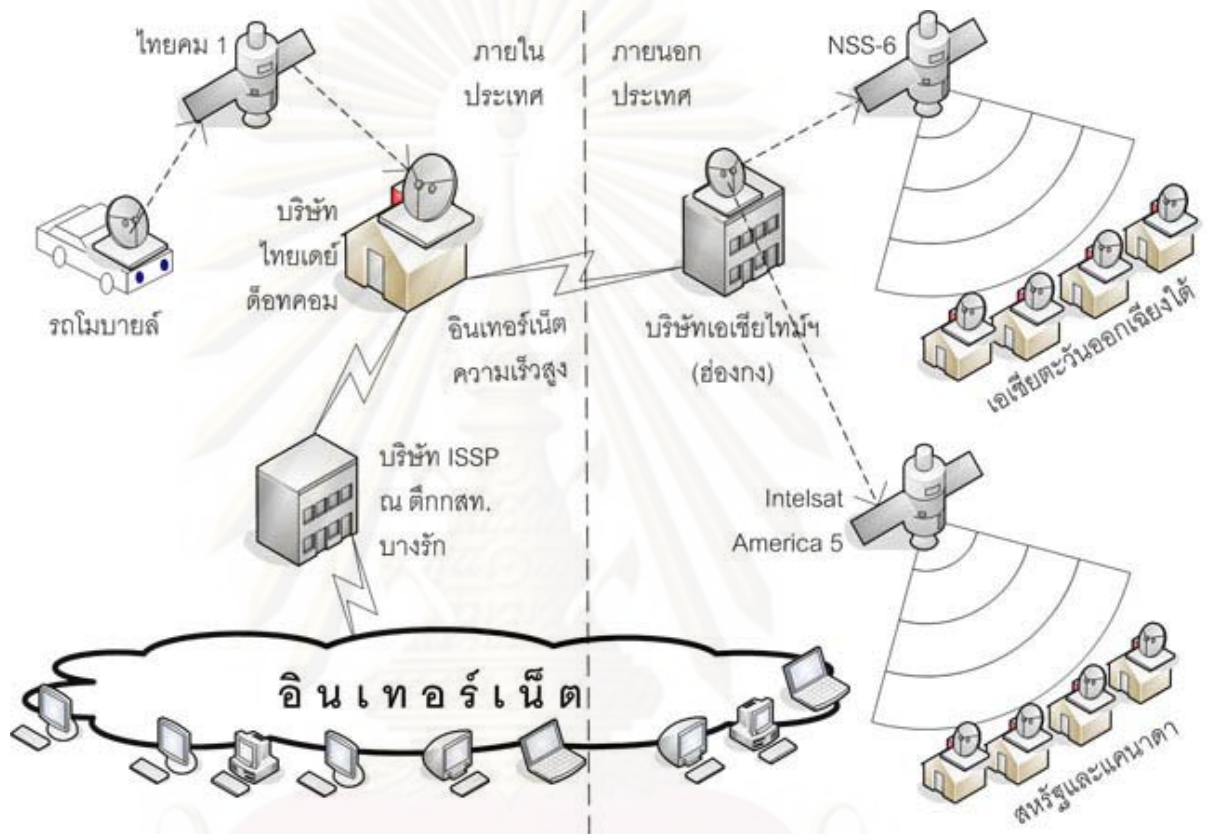 ไทยคม 1
ภายใน
ประเทศ
ภายนอก
ประเทศ
NSS-6
บริษัท
ไทยเดย์
ด็อทคอม
รถโมบายล์
อินเทอร์เน็ต
ความเร็วสูง
บริษัทเอเชียไทม์ฯ
(ฮ่องกง)
เอเชียตะวันออกเฉียงใต้
บริษัท ISSP
ณ ตึกกสท.
บางรัก
Intelsat
America 5
อินเทอร์เน็ต
สหรัฐและแคนาดา